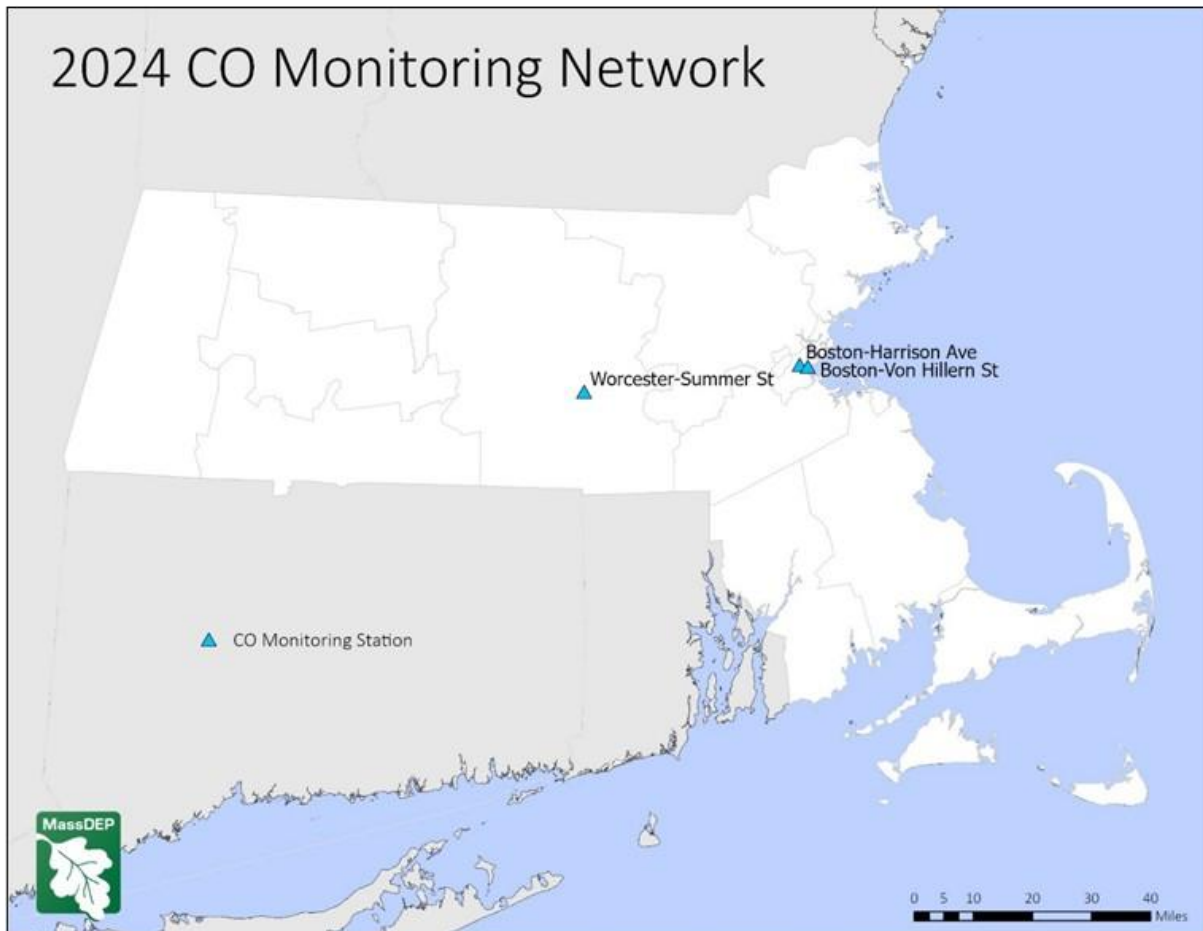 2024 CO Monitoring Network
Boston-Harrison Ave
Boston-Von Hillern St
Worcester-Summer St
CO Monitoring Station
MassDEP
0 5 10 20 30 40
Miles